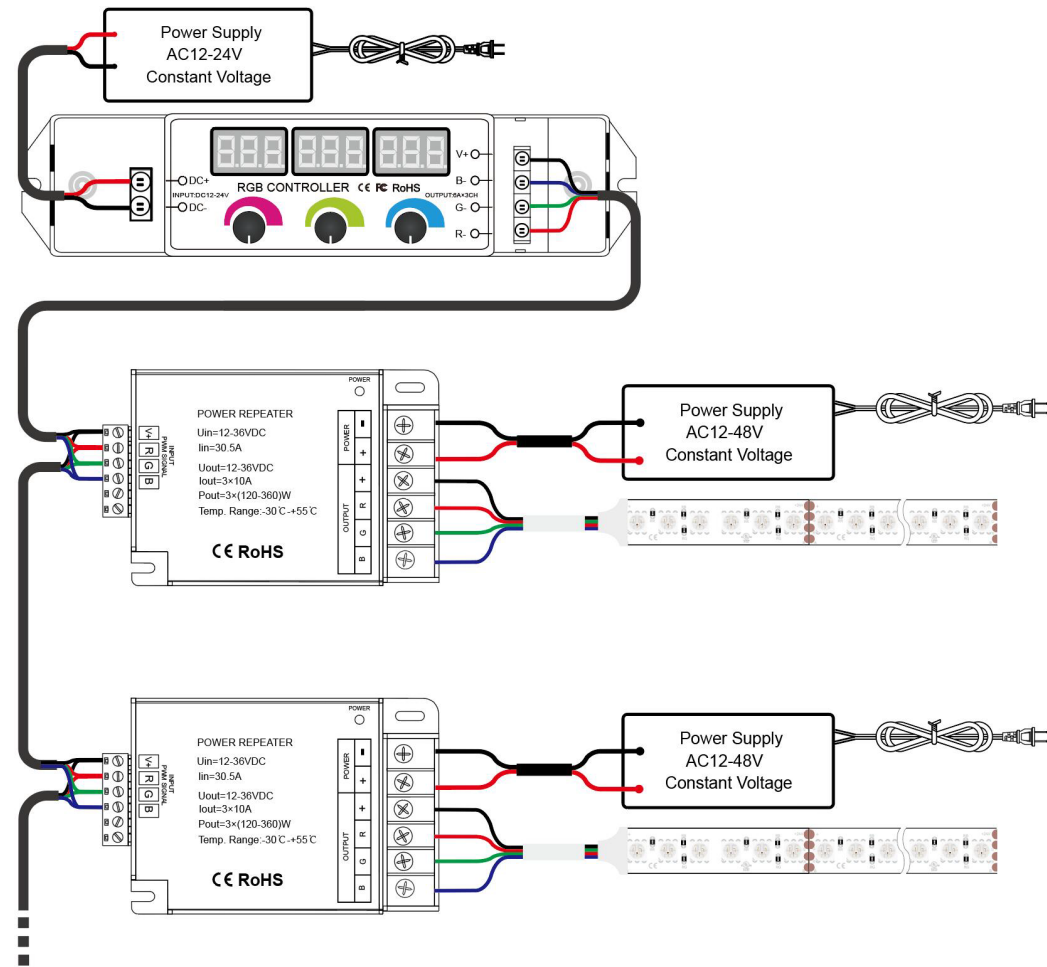 Power Supply
AC12-24V
Constant Voltage
DC+
INPUT:DC12-24V
DC-
RGB CONTROLLER CE FC RoHS
OUTPUT:6A×3CH
V+
B-
G-
R-
POWER
POWER REPEATER
Uin=12-36VDC
Iin=30.5A
Uout=12-36VDC
Iout=3×10A
Pout=3×(120-360)W
Temp. Range:-30℃-+55℃
CE RoHS
V+
R
G
B
INPUT
PWM SIGNAL
POWER
-
+
OUTPUT
+
R
G
B
Power Supply
AC12-48V
Constant Voltage
POWER
POWER REPEATER
Uin=12-36VDC
Iin=30.5A
Uout=12-36VDC
Iout=3×10A
Pout=3×(120-360)W
Temp. Range:-30℃-+55℃
CE RoHS
V+
R
G
B
INPUT
PWM SIGNAL
POWER
-
+
OUTPUT
+
R
G
B
Power Supply
AC12-48V
Constant Voltage